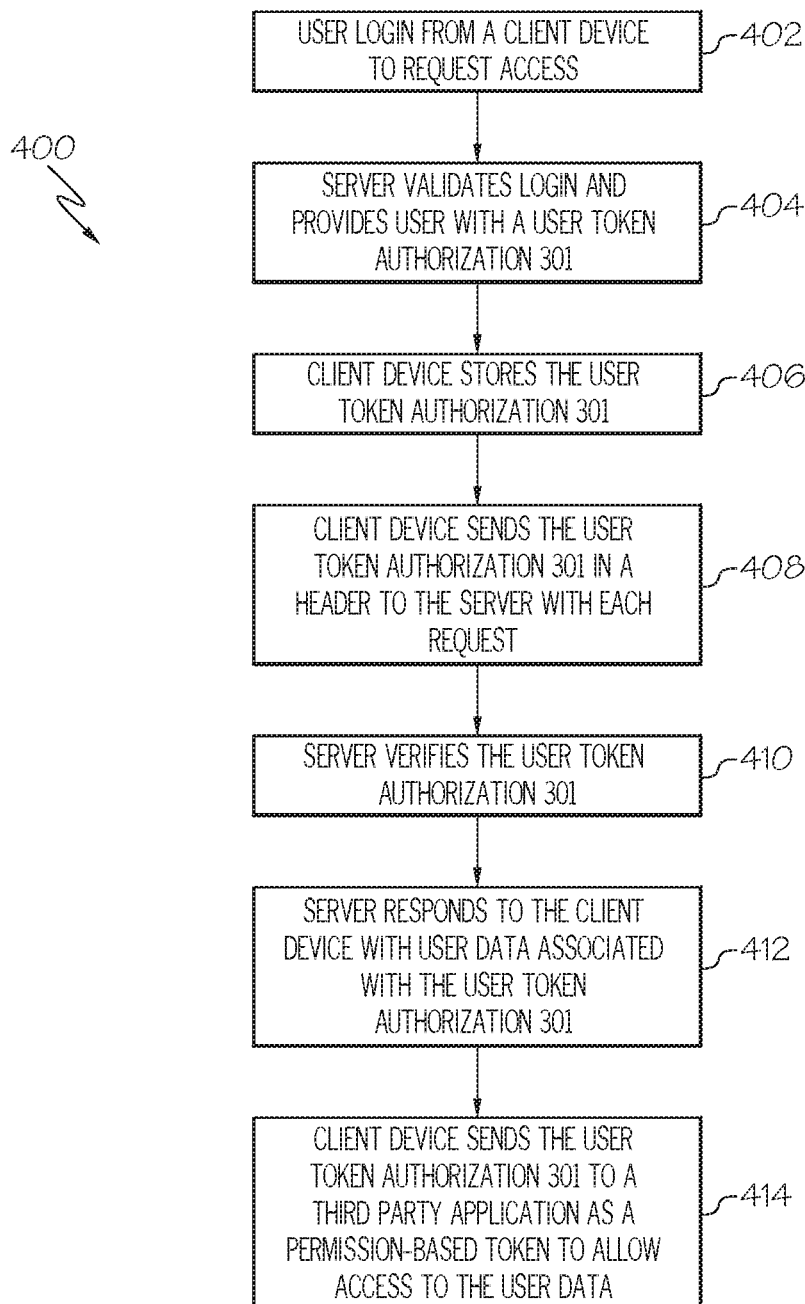 USER LOGIN FROM A CLIENT DEVICE
TO REQUEST ACCESS
402
400
SERVER VALIDATES LOGIN AND
PROVIDES USER WITH A USER TOKEN
AUTHORIZATION 301
404
CLIENT DEVICE STORES THE USER
TOKEN AUTHORIZATION 301
406
CLIENT DEVICE SENDS THE USER
TOKEN AUTHORIZATION 301 IN A
HEADER TO THE SERVER WITH EACH
REQUEST
408
SERVER VERIFIES THE USER TOKEN
AUTHORIZATION 301
410
SERVER RESPONDS TO THE CLIENT
DEVICE WITH USER DATA ASSOCIATED
WITH THE USER TOKEN
AUTHORIZATION 301
412
CLIENT DEVICE SENDS THE USER
TOKEN AUTHORIZATION 301 TO A
THIRD PARTY APPLICATION AS A
PERMISSION-BASED TOKEN TO ALLOW
ACCESS TO THE USER DATA
414